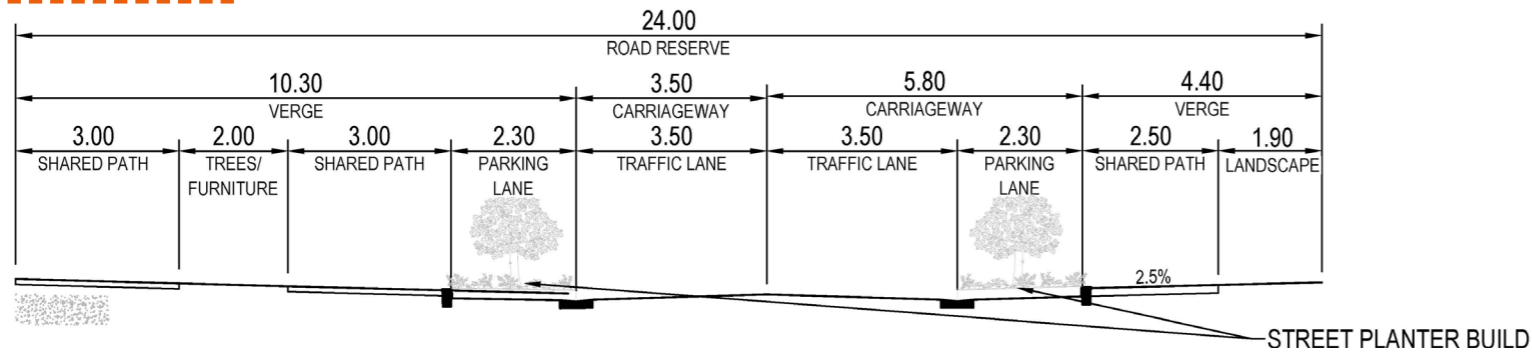 24.00
ROAD RESERVE
10.30
VERGE
3.50
CARRIAGEWAY
5.80
CARRIAGEWAY
4.40
VERGE
3.00
SHARED PATH
2.00
TREES/
FURNITURE
3.00
SHARED PATH
2.30
PARKING
LANE
3.50
TRAFFIC LANE
3.50
TRAFFIC LANE
2.30
PARKING
LANE
2.50
SHARED PATH
1.90
LANDSCAPE
2.5%
STREET PLANTER BUILD